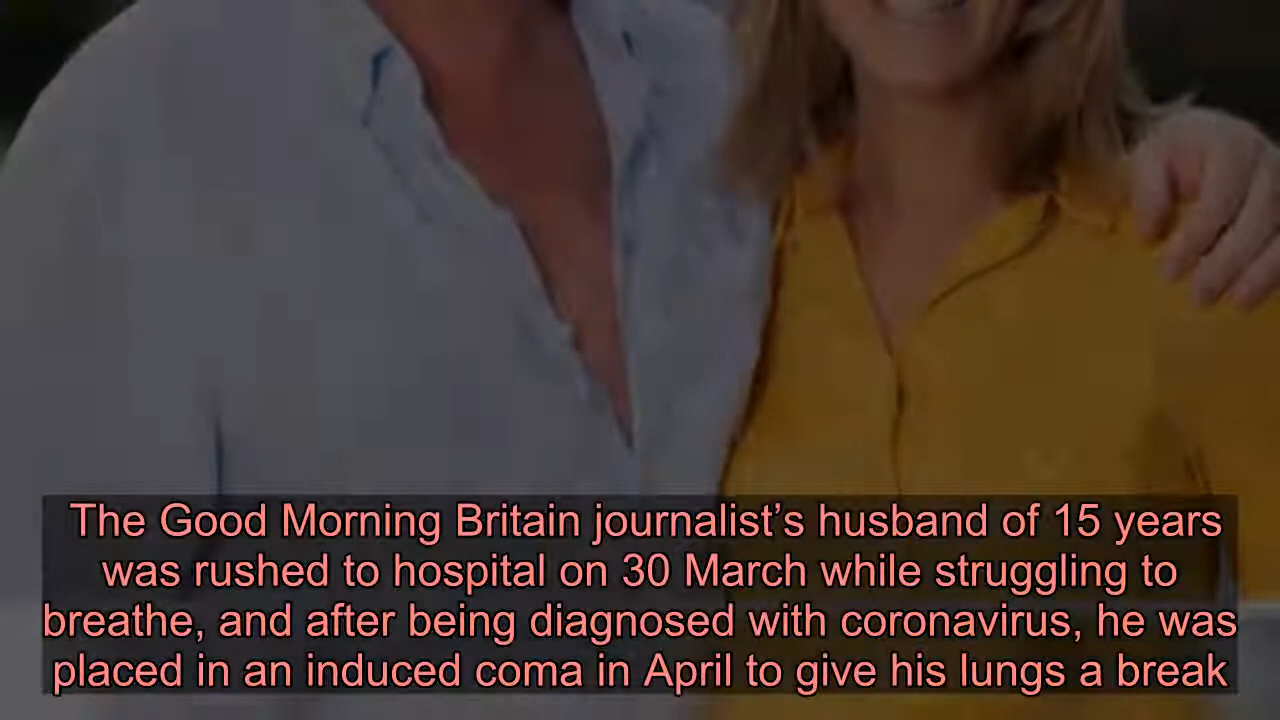 The Good Morning Britain journalist’s husband of 15 years
was rushed to hospital on 30 March while struggling to
breathe, and after being diagnosed with coronavirus, he was
placed in an induced coma in April to give his lungs a break